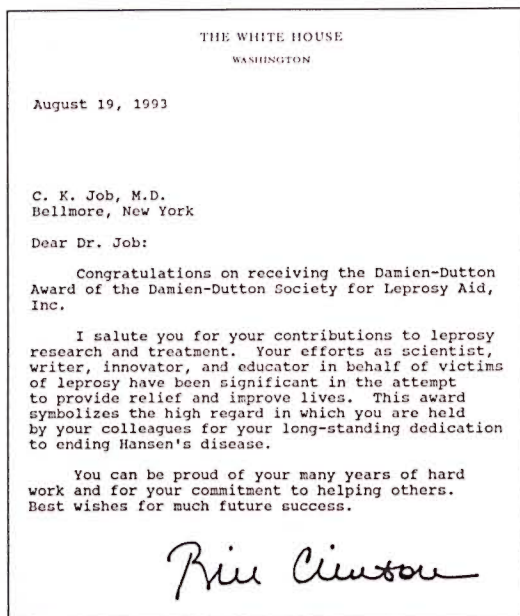 THE WHITE HOUSE
WASHINGTON
August 19, 1993
C. K. Job, M.D.
Bellmore, New York
Dear Dr. Job:
Congratulations on receiving the Damien-Dutton
Award of the Damien-Dutton Society for Leprosy Aid,
Inc.
I salute you for your contributions to leprosy
research and treatment. Your efforts as scientist,
writer, innovator, and educator in behalf of victims
of leprosy have been significant in the attempt
to provide relief and improve lives. This award
symbolizes the high regard in which you are held
by your colleagues for your long-standing dedication
to ending Hansen's disease.
You can be proud of your many years of hard
work and for your commitment to helping others.
Best wishes for much future success.
Bill Clinton